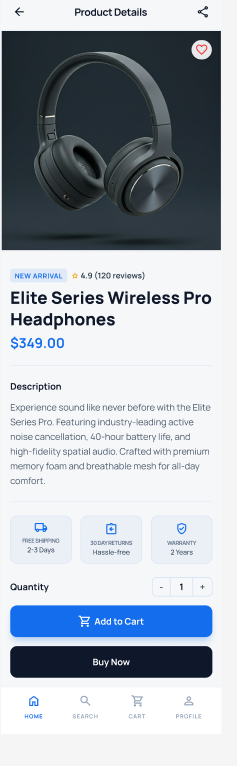 Product Details
NEW ARRIVAL 4.9 (120 reviews)
Elite Series Wireless Pro
Headphones
$349.00
Description
Experience sound like never before with the Elite
Series Pro. Featuring industry-leading active
noise cancellation, 40-hour battery life, and
high-fidelity spatial audio. Crafted with premium
memory foam and breathable mesh for all-day
comfort.
FREE SHIPPING 30 DAY RETURNS WARRANTY
2-3 Days Hassle-free 2 Years
Quantity - 1 +
Add to Cart
Buy Now
HOME SEARCH CART PROFILE